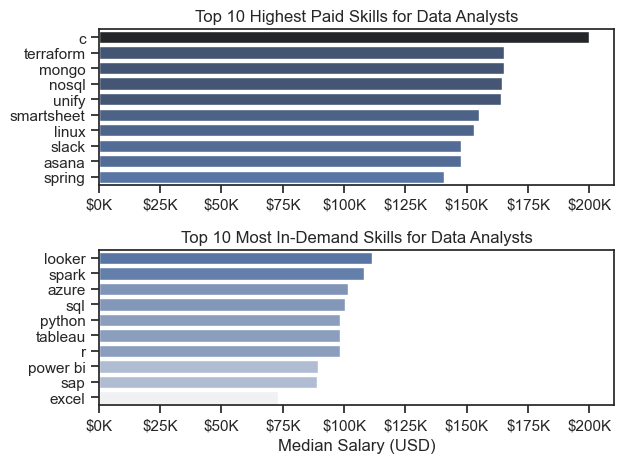 Top 10 Highest Paid Skills for Data Analysts
c
terraform
mongo
nosql
unify
smartsheet
linux
slack
asana
spring
$0K $25K $50K $75K $100K $125K $150K $175K $200K
Top 10 Most In-Demand Skills for Data Analysts
looker
spark
azure
sql
python
tableau
r
power bi
sap
excel
$0K $25K $50K $75K $100K $125K $150K $175K $200K
Median Salary (USD)